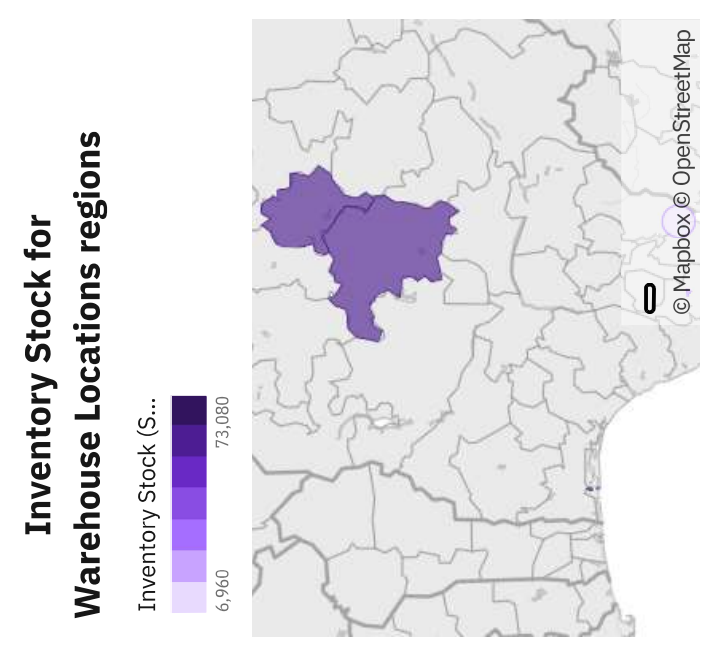 Inventory Stock for
Warehouse Locations regions
Inventory Stock (S...
6,960
73,080
© Mapbox © OpenStreetMap